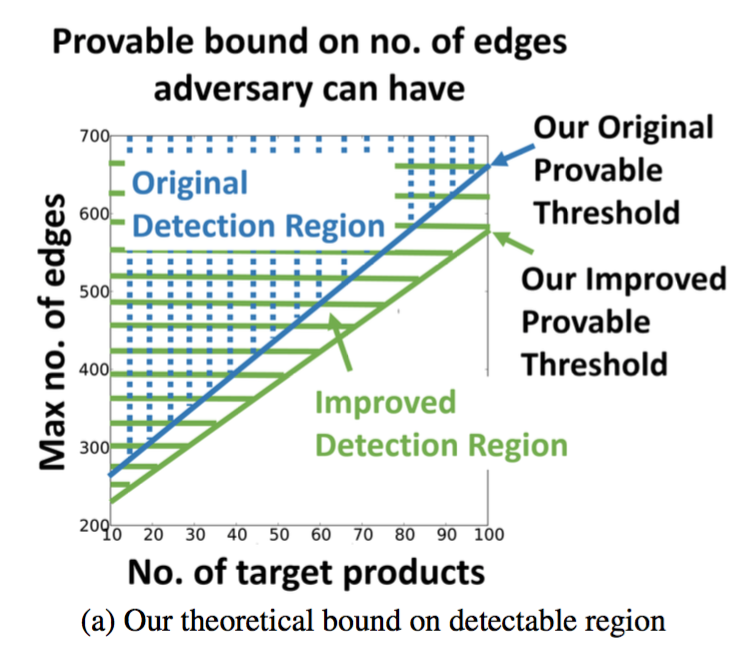 Provable bound on no. of edges
adversary can have
Our Original
Provable
Threshold
Our Improved
Provable
Threshold
Original
Detection Region
Improved
Detection Region
Max no. of edges
700
600
500
400
300
200
10 20 30 40 50 60 70 80 90 100
No. of target products
(a) Our theoretical bound on detectable region